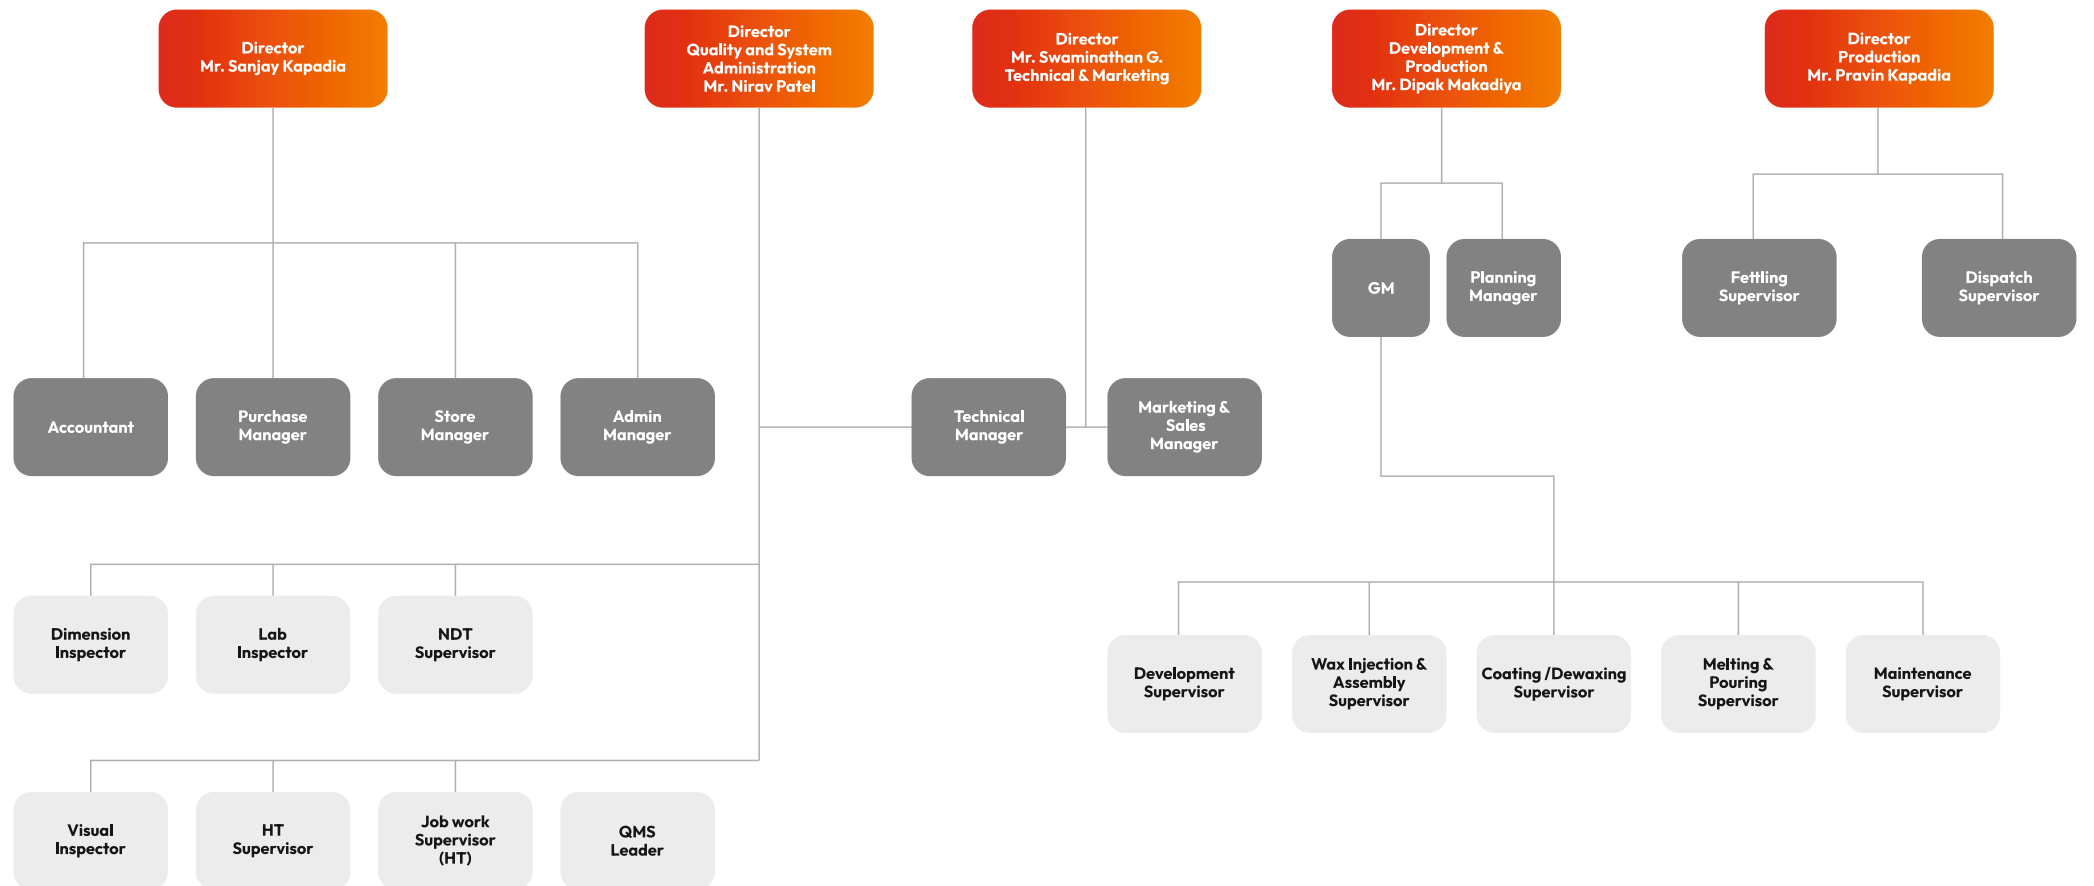 Director
Mr. Sanjay Kapadia
Director
Quality and System
Administration
Mr. Nirav Patel
Director
Mr. Swaminathan G.
Technical & Marketing
Director
Development &
Production
Mr. Dipak Makadiya
Director
Production
Mr. Pravin Kapadia
GM
Planning
Manager
Fettling
Supervisor
Dispatch
Supervisor
Accountant
Purchase
Manager
Store
Manager
Admin
Manager
Technical
Manager
Marketing &
Sales
Manager
Dimension
Inspector
Lab
Inspector
NDT
Supervisor
Development
Supervisor
Wax Injection &
Assembly
Supervisor
Coating /Dewaxing
Supervisor
Melting &
Pouring
Supervisor
Maintenance
Supervisor
Visual
Inspector
HT
Supervisor
Job work
Supervisor
(HT)
QMS
Leader